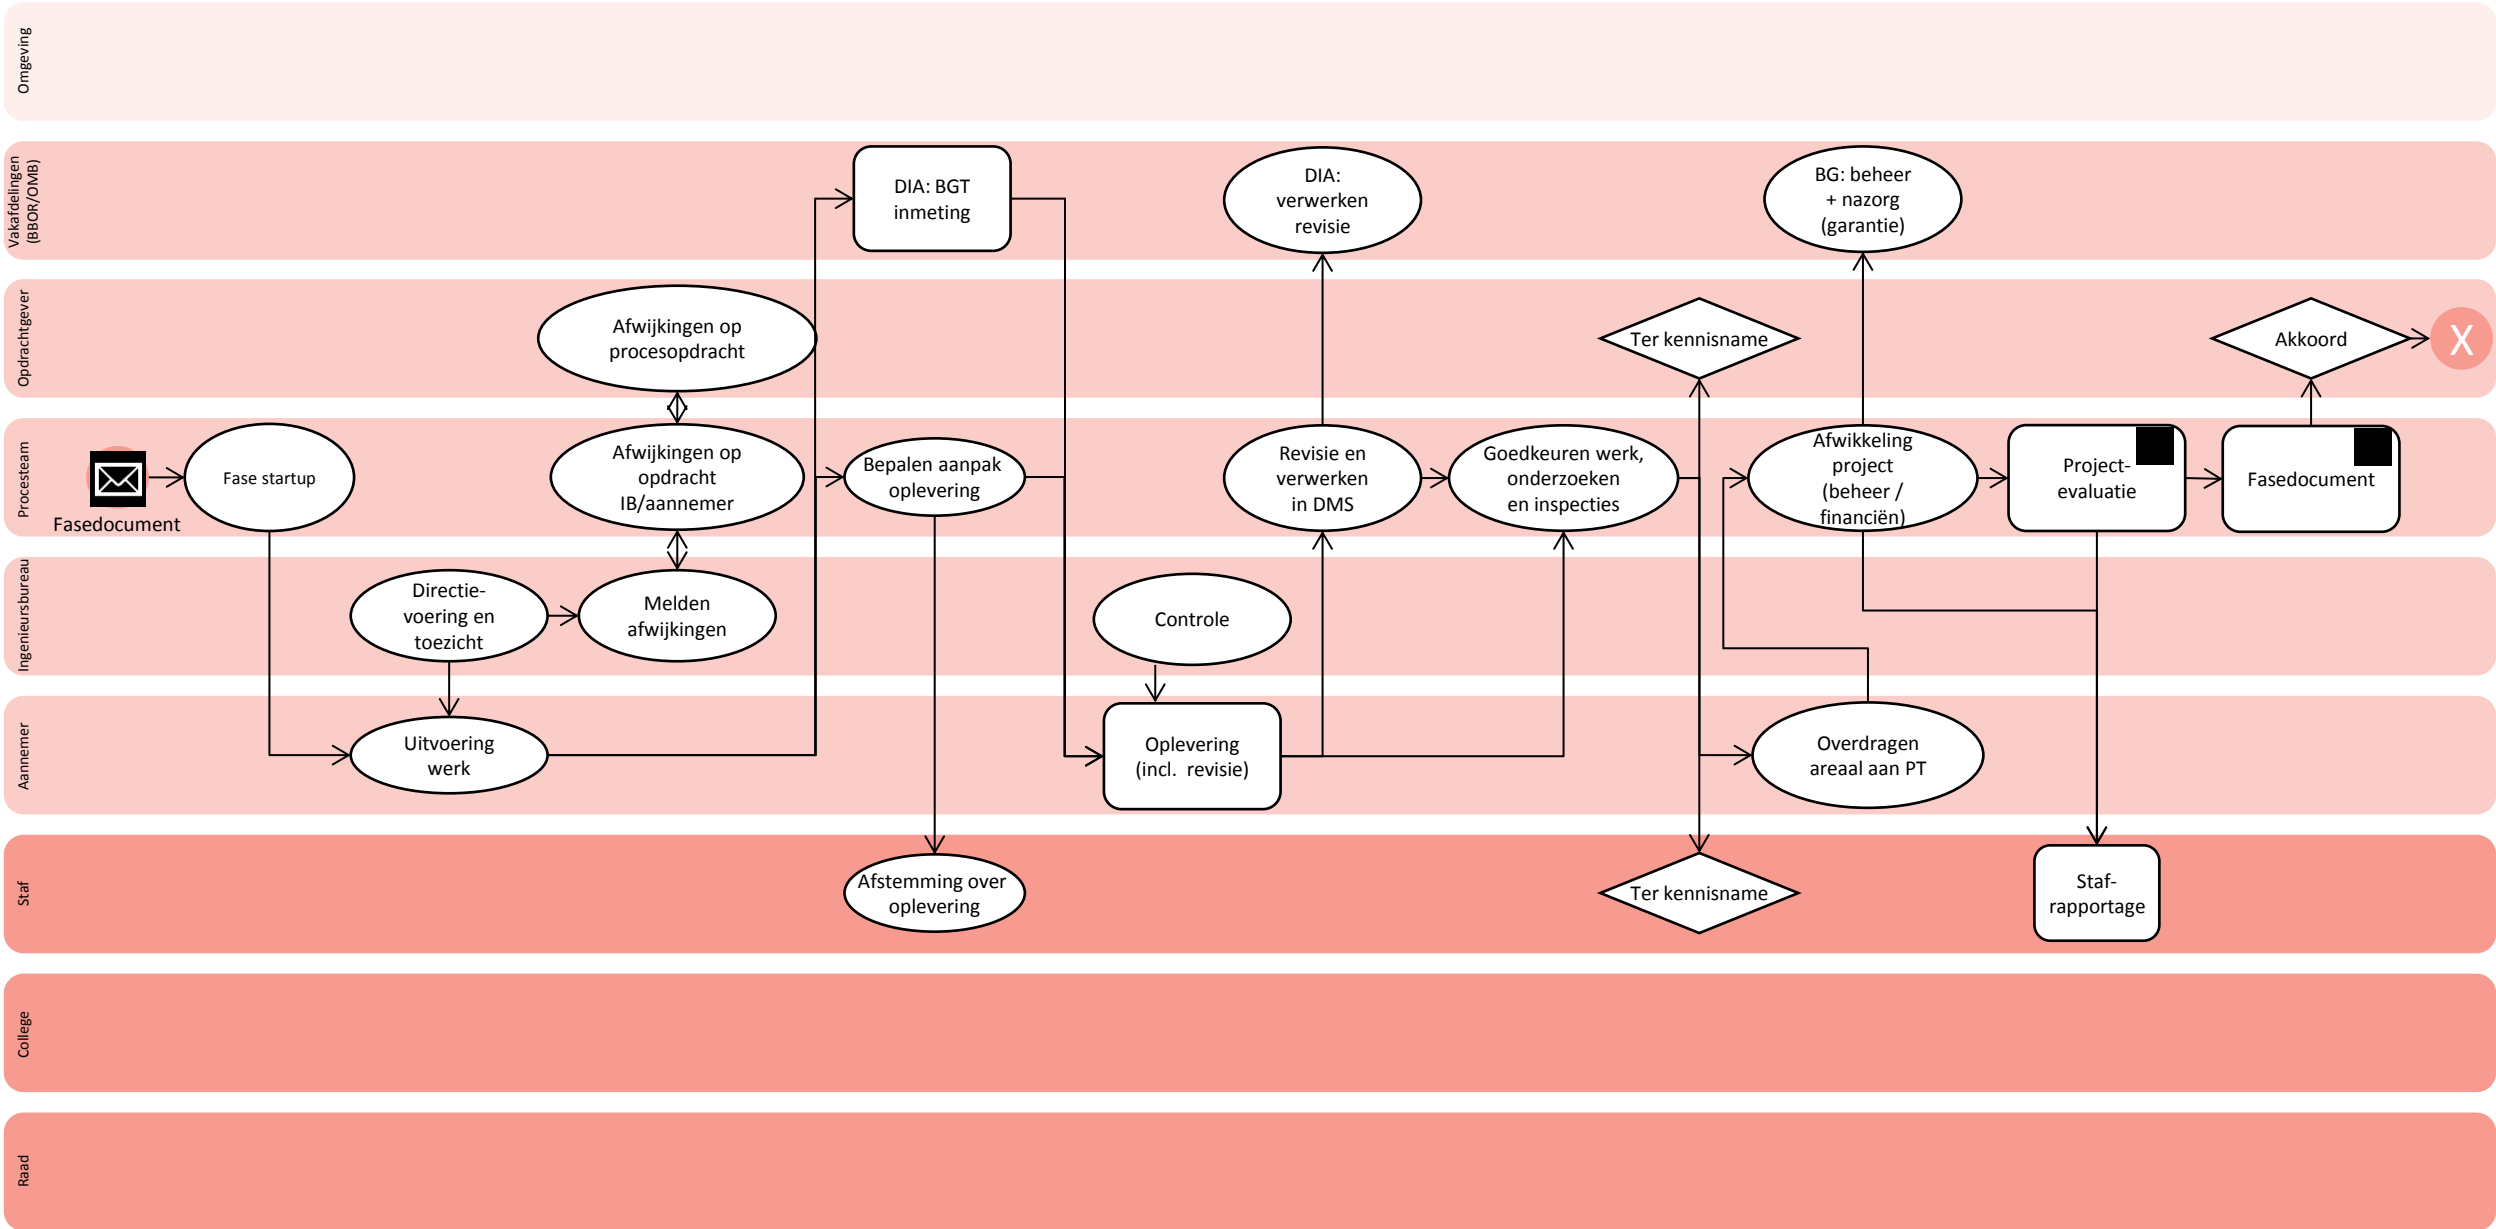 Omgeving
Vakafdelingen
(BBOR/OMB)
DIA: BGT
inmeting
DIA:
verwerken
revisie
BG: beheer
+ nazorg
(garantie)
Opdrachtgever
Afwijkingen op
procesopdracht
Ter kennisname
Akkoord
X
Procesteam
Fasedocument
Fase startup
Afwijkingen op
opdracht
IB/aannemer
Bepalen aanpak
oplevering
Revisie en
verwerken
in DMS
Goedkeuren werk,
onderzoeken
en inspecties
Afwikkeling
project
(beheer /
financiën)
Project-
evaluatie
Fasedocument
Ingenieursbureau
Directie-
voering en
toezicht
Melden
afwijkingen
Controle
Aannemer
Uitvoering
werk
Oplevering
(incl. revisie)
Overdragen
areaal aan PT
Staf
Afstemming over
oplevering
Ter kennisname
Staf-
rapportage
College
Raad